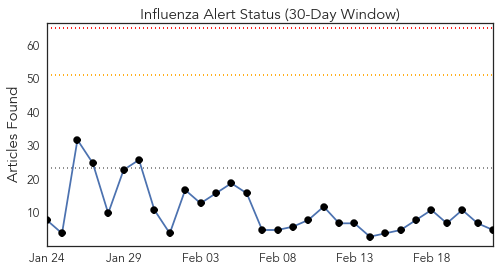 Influenza Alert Status (30-Day Window)
Articles Found
60
50
40
30
20
10
Jan 24
Jan 29
Feb 03
Feb 08
Feb 13
Feb 18